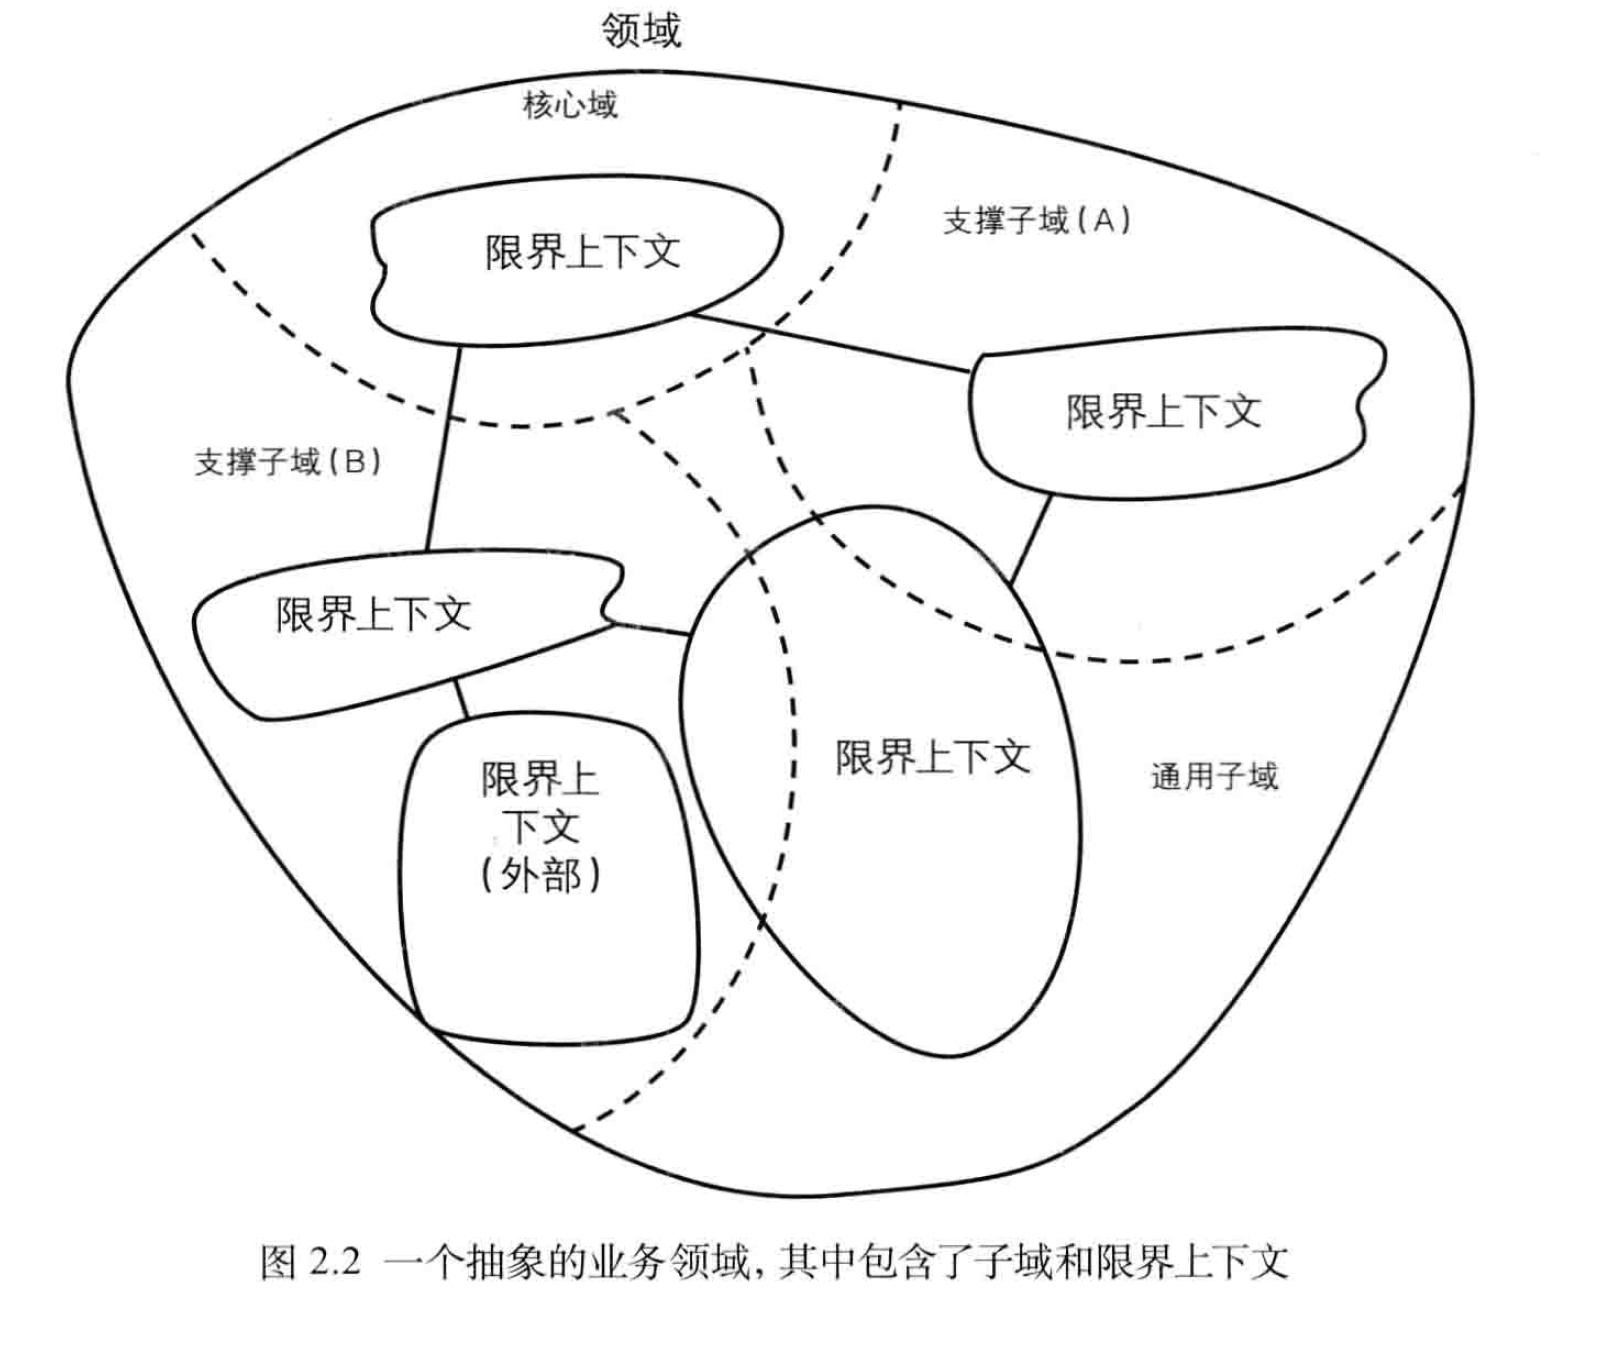 领域
核心域
支撑子域(A)
限界上下文
限界上下文
支撑子域(B)
限界上下文
限界上下文
通用子域
限界上
下文
(外部)
图 2.2 一个抽象的业务领域, 其中包含了子域和限界上下文